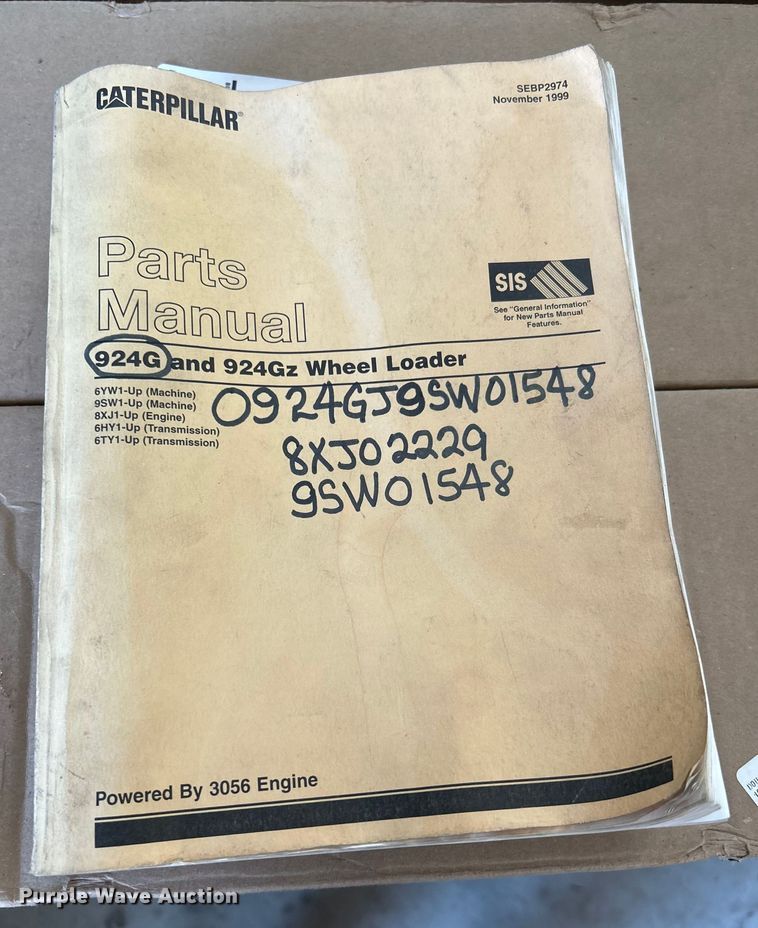 CATERPILLAR®
SEBP2974
November 1999
Parts
Manual
SIS
See "General Information"
for New Parts Manual
Features.
924G and 924Gz Wheel Loader
6YW1-Up (Machine)
9SW1-Up (Machine)
8XJ1-Up (Engine)
6HY1-Up (Transmission)
6TY1-Up (Transmission)
0924GJ9SW01548
8XJ02229
9SW01548
Powered By 3056 Engine
Purple Wave Auction